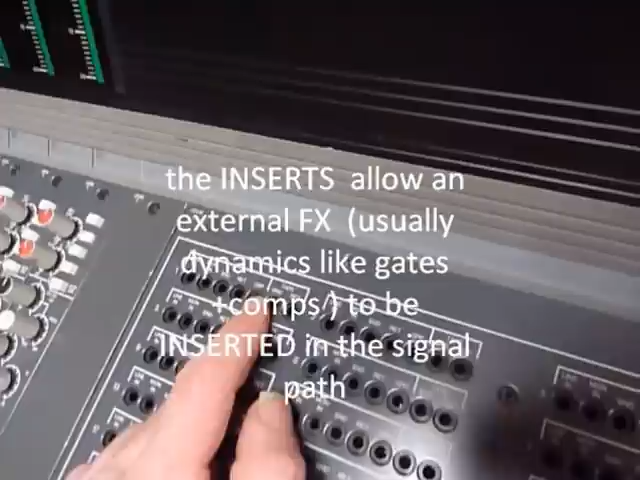 the INSERTS allow an
external FX (usually
dynamics like gates
+comps ) to be
INSERTED in the signal
path